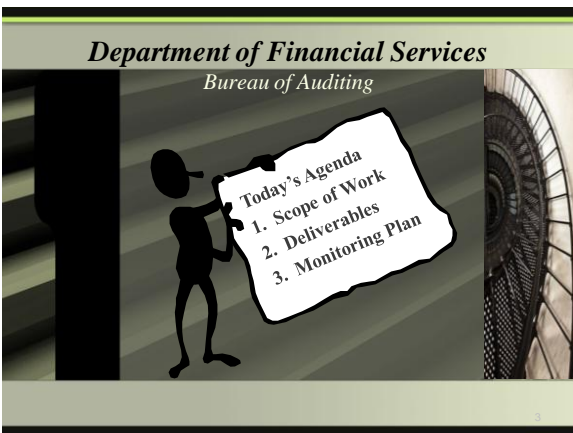 Department of Financial Services
Bureau of Auditing
Today's Agenda
1. Scope of Work
2. Deliverables
3. Monitoring Plan
3